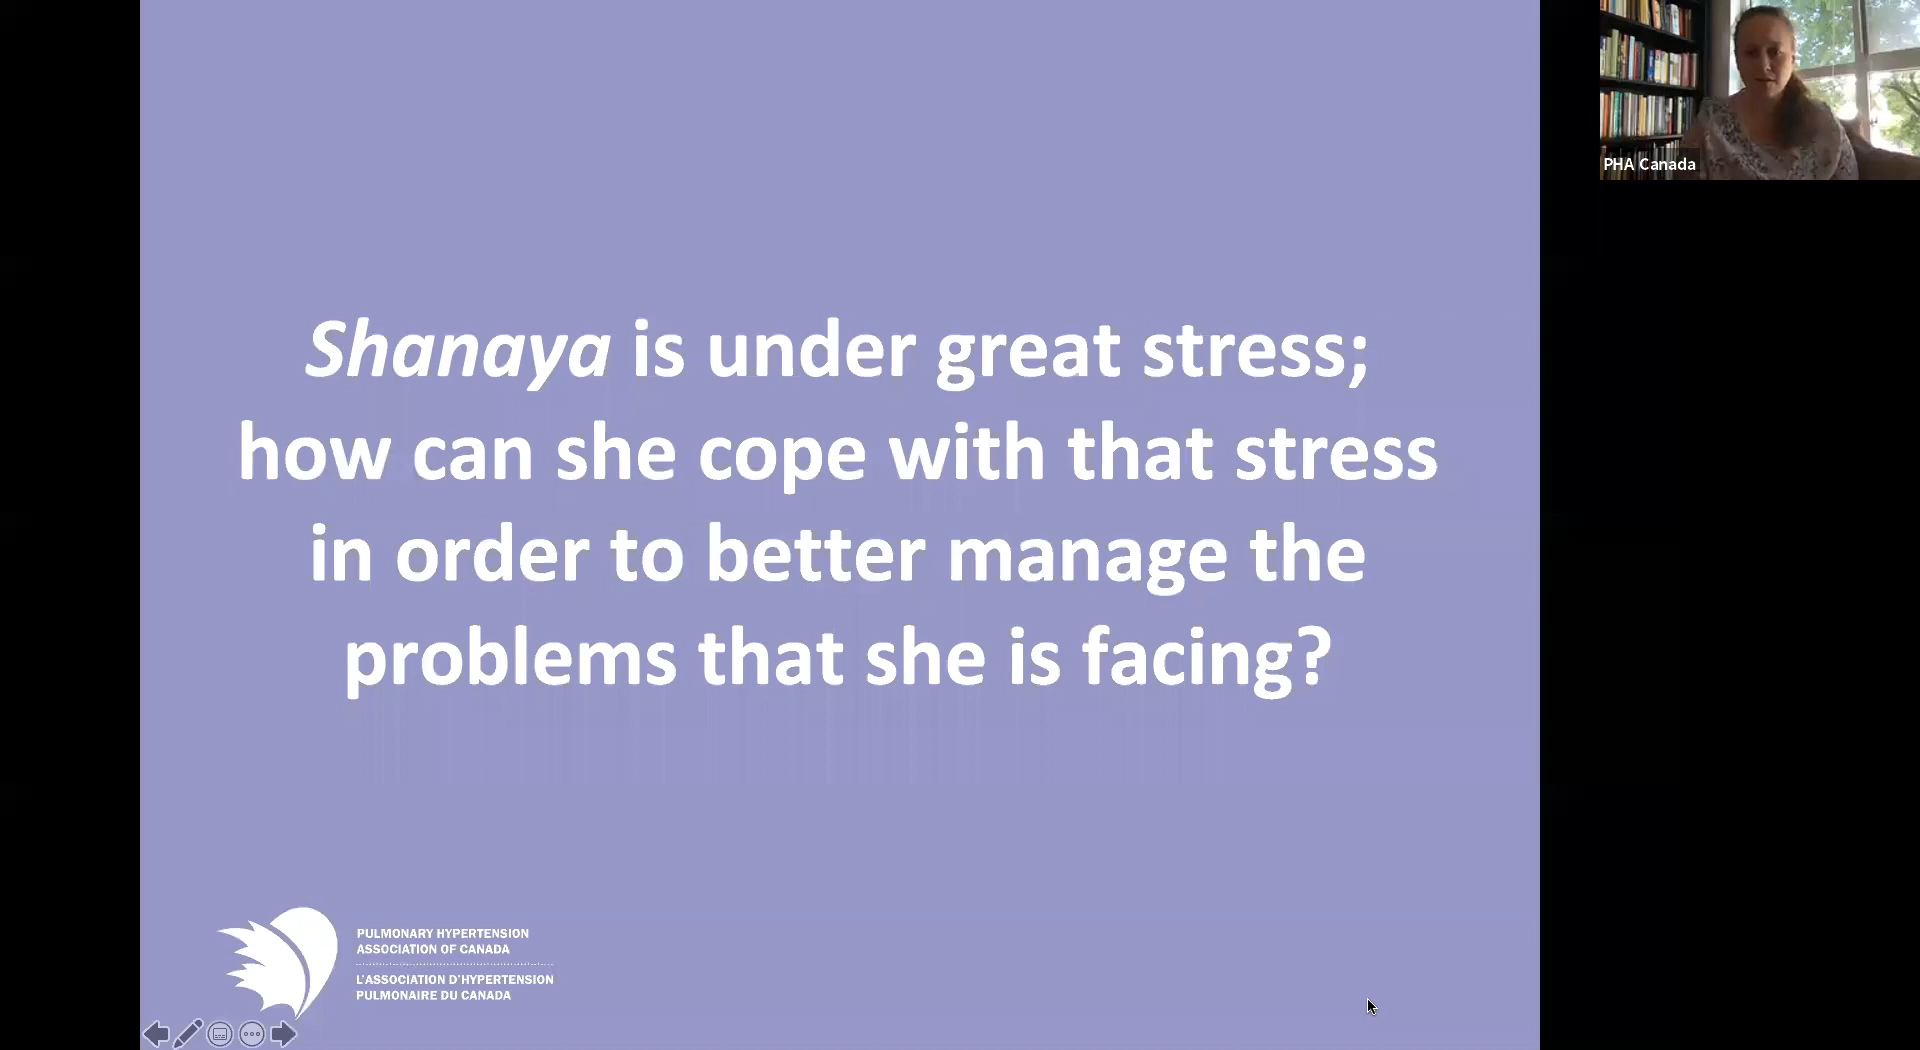 Shanaya is under great stress;
how can she cope with that stress
in order to better manage the
problems that she is facing?
PULMONARY HYPERTENSION
ASSOCIATION OF CANADA
L'ASSOCIATION D'HYPERTENSION
PULMONAIRE DU CANADA
PHA Canada